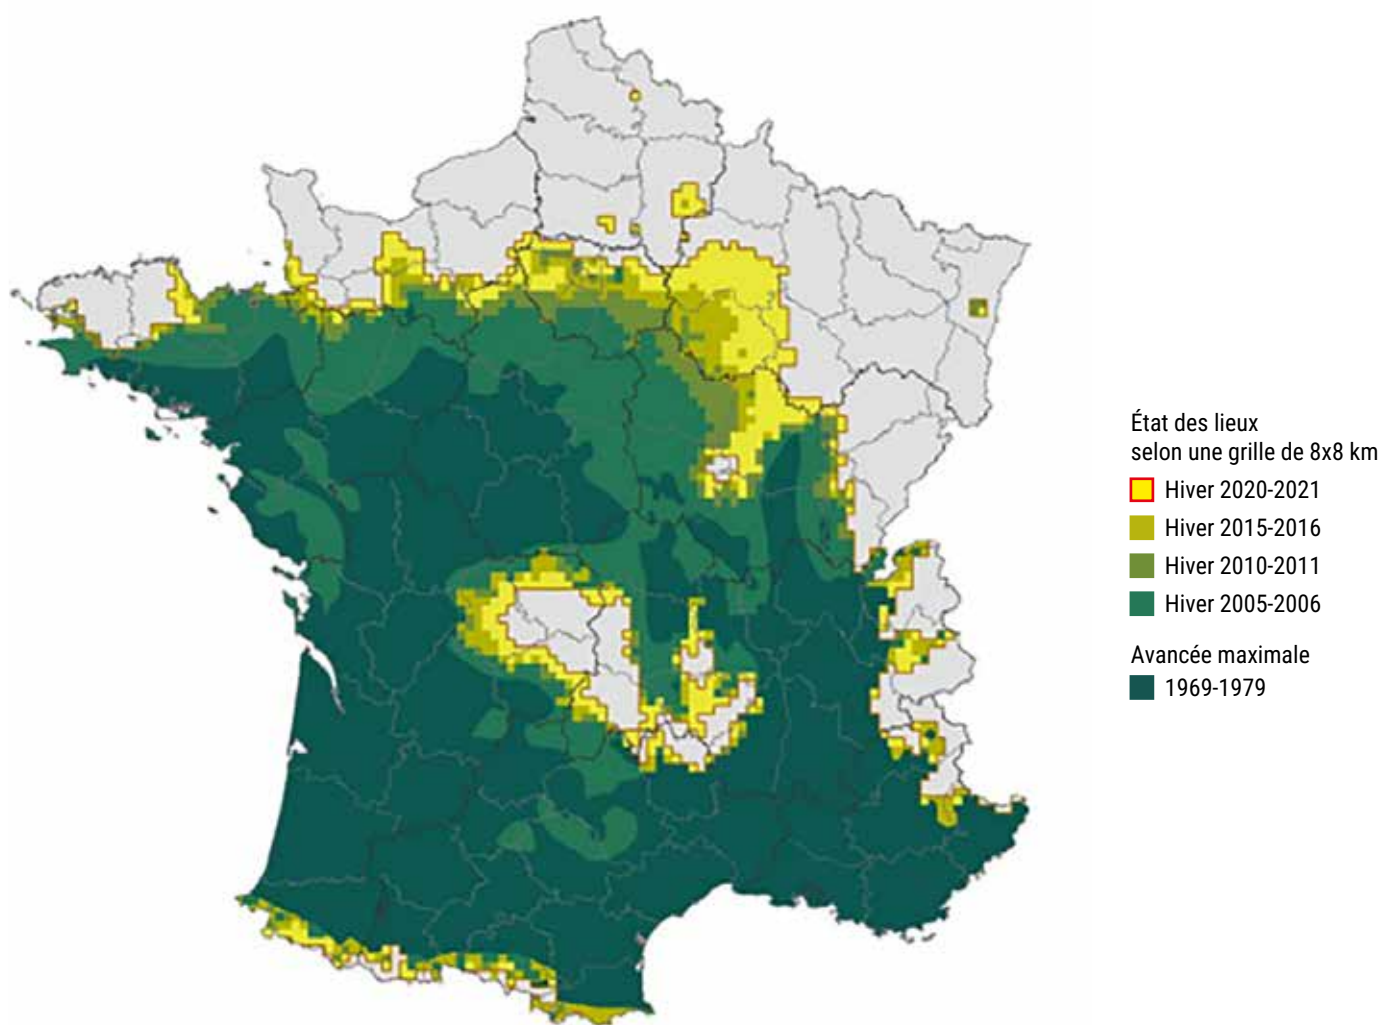 État des lieux
selon une grille de 8x8 km
Hiver 2020-2021
Hiver 2015-2016
Hiver 2010-2011
Hiver 2005-2006
Avancée maximale
1969-1979